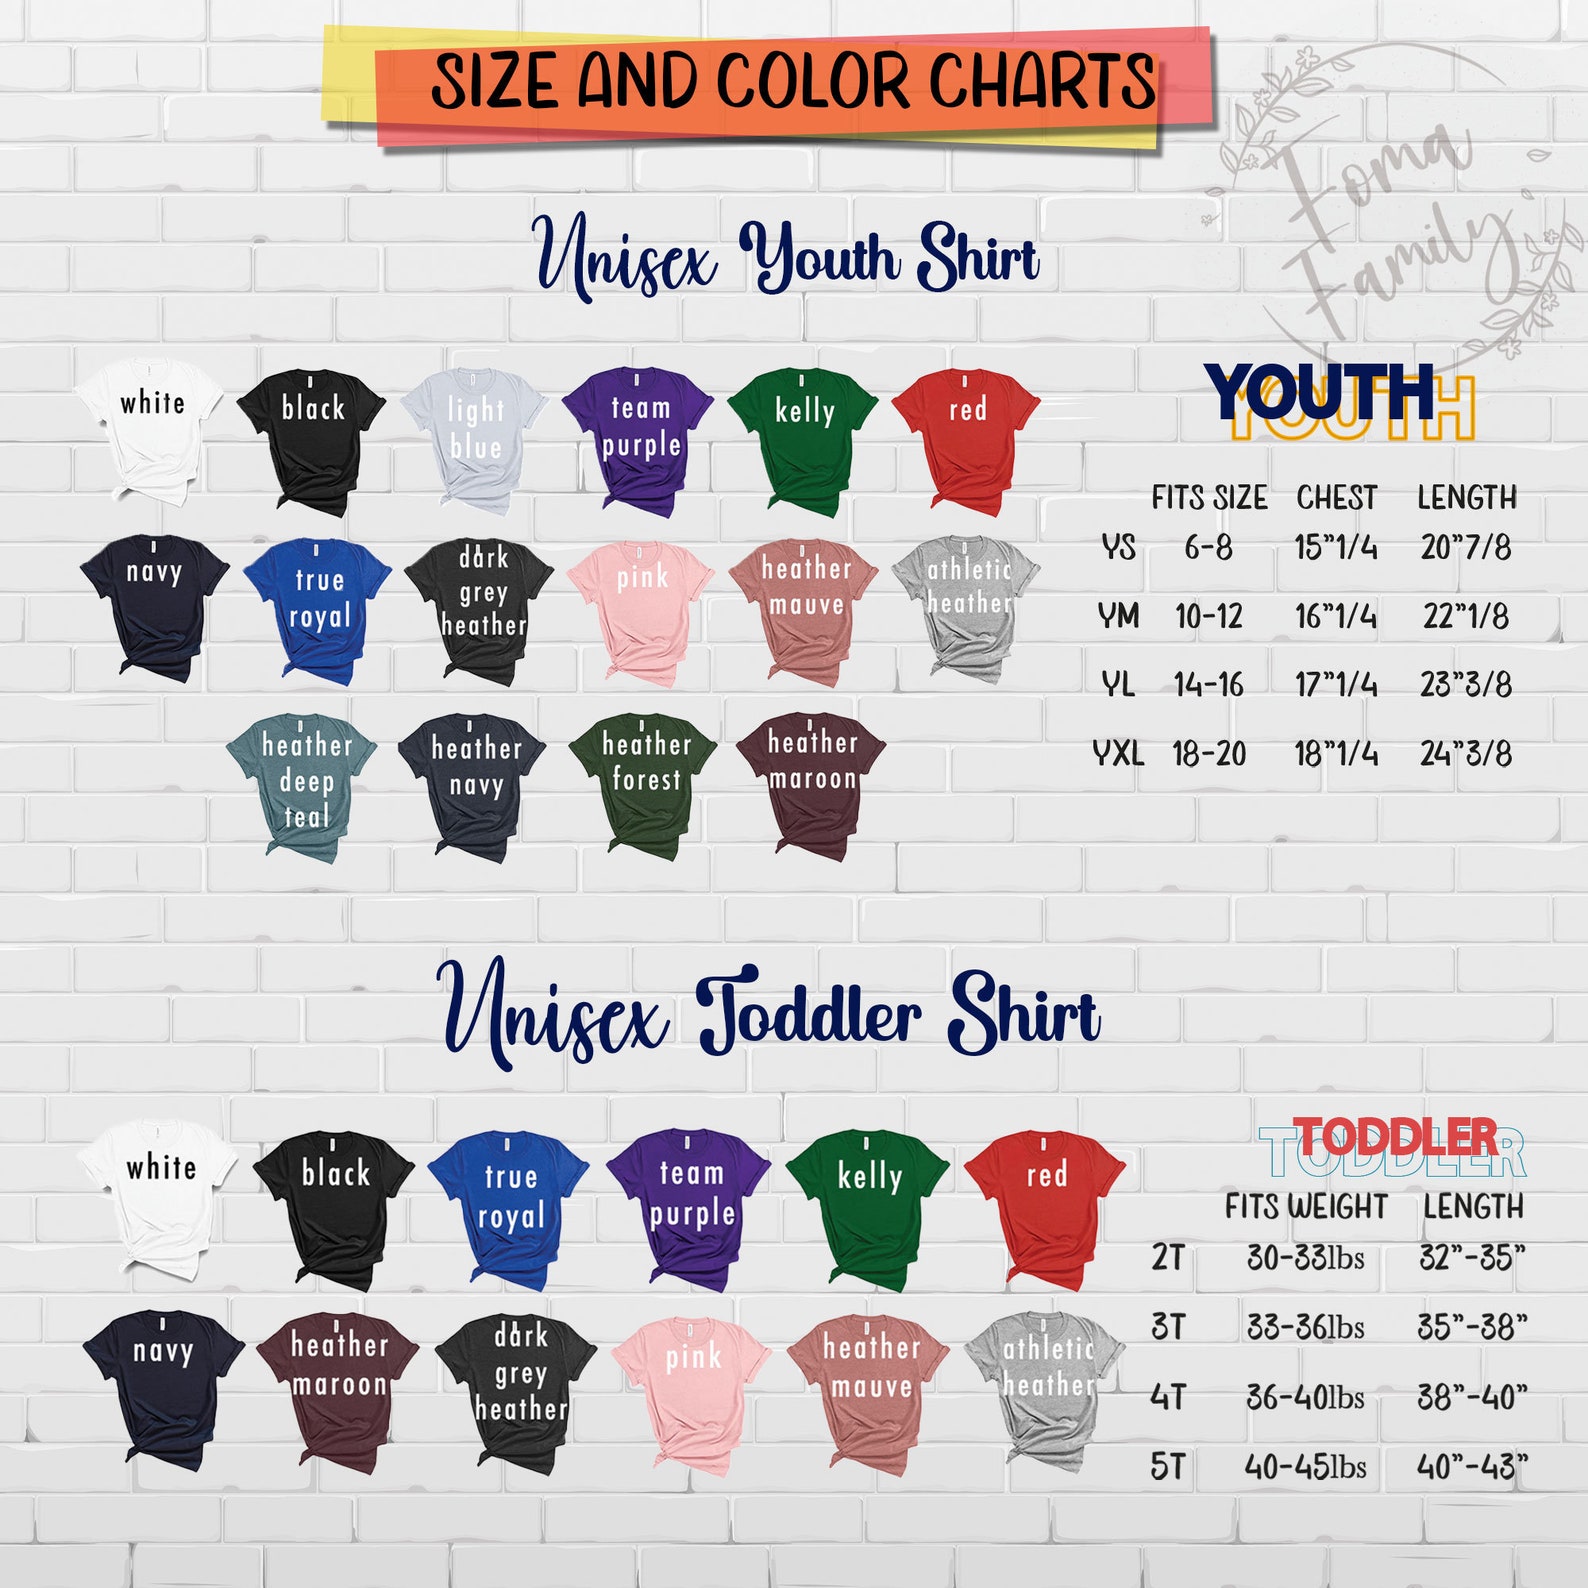 SIZE AND COLOR CHARTS
Foma
Family
Unisex Youth Shirt
white
black
light
blue
team
purple
kelly
red
navy
true
royal
dark
grey
heather
pink
heather
mauve
athletic
heather
heather
deep
teal
heather
navy
heather
forest
heather
maroon
YOUTH
YOUTH
FITS SIZE CHEST LENGTH
YS 6-8 15"1/4 20"7/8
YM 10-12 16"1/4 22"1/8
YL 14-16 17"1/4 23"3/8
YXL 18-20 18"1/4 24"3/8
Unisex Toddler Shirt
white
black
true
royal
team
purple
kelly
red
navy
heather
maroon
dark
grey
heather
pink
heather
mauve
athletic
heather
TODDLER
TODDLER
FITS WEIGHT LENGTH
2T 30-33lbs 32"-35"
3T 33-36lbs 35"-38"
4T 36-40lbs 38"-40"
5T 40-45lbs 40"-43"